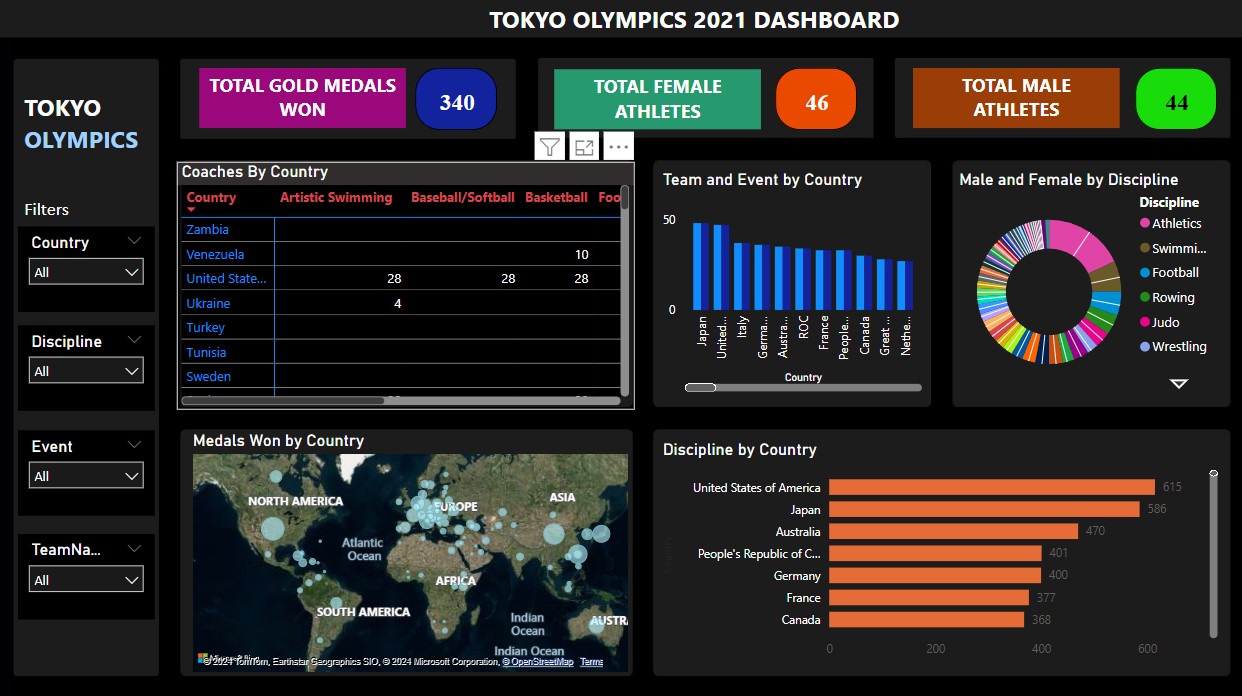 TOKYO OLYMPICS 2021 DASHBOARD
TOKYO
OLYMPICS
Filters
Country
All
Discipline
All
Event
All
TeamNa...
All
TOTAL GOLD MEDALS
WON
340
TOTAL FEMALE
ATHLETES
46
TOTAL MALE
ATHLETES
44
Coaches By Country
Country Artistic Swimming Baseball/Softball Basketball Foo
Zambia
Venezuela 10
United State... 28 28 28
Ukraine 4
Turkey
Tunisia
Sweden
Team and Event by Country
50
0
Japan
United...
Italy
Germa...
Austra...
ROC
France
People...
Canada
Great ...
Nethe...
Country
Male and Female by Discipline
Discipline
Athletics
Swimmi...
Football
Rowing
Judo
Wrestling
Medals Won by Country
NORTH AMERICA
EUROPE
ASIA
Atlantic
Ocean
AFRICA
SOUTH AMERICA
Indian
Ocean
AUSTR
Indian Ocean
© 2024 TomTom, Earthstar Geographics SIO, © 2024 Microsoft Corporation, © OpenStreetMap Terms
Discipline by Country
United States of America 615
Japan 586
Australia 470
People's Republic of C... 401
Germany 400
France 377
Canada 368
0 200 400 600